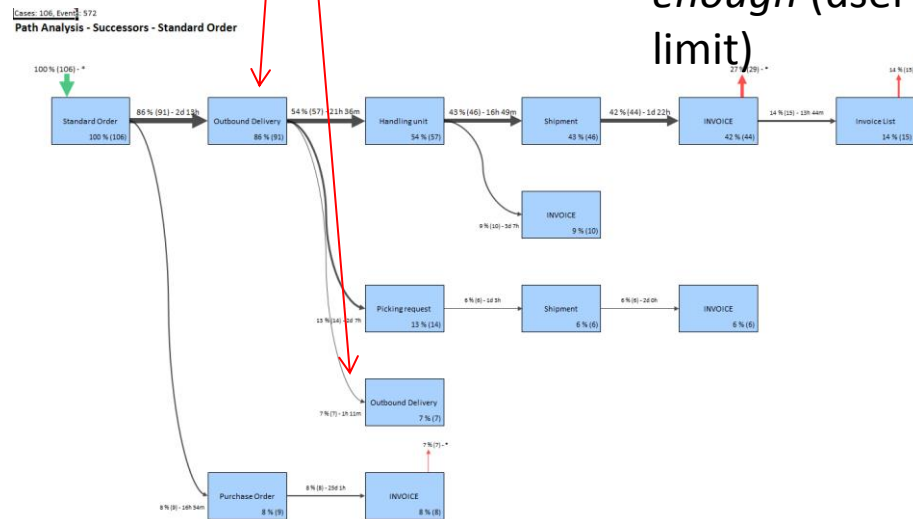 Cases: 106, Events: 572
Path Analysis - Successors - Standard Order
enough (user
limit)
100 % (106) - *
27 % (29) - *
14 % (15)
Standard Order
100 % (106)
86 % (91) - 2d 13h
Outbound Delivery
86 % (91)
54 % (57) - 21h 36m
Handling unit
54 % (57)
43 % (46) - 16h 49m
Shipment
43 % (46)
42 % (44) - 1d 22h
INVOICE
42 % (44)
14 % (15) - 13h 44m
Invoice List
14 % (15)
9 % (10) - 3d 7h
INVOICE
9 % (10)
13 % (14) - 7h
Picking request
13 % (14)
6 % (6) - 1d 5h
Shipment
6 % (6)
6 % (6) - 2d 0h
INVOICE
6 % (6)
7 % (7) - 1h 11m
Outbound Delivery
7 % (7)
8 % (9) - 16h 54m
Purchase Order
8 % (9)
8 % (8) - 25d 1h
7 % (7) - *
INVOICE
8 % (8)